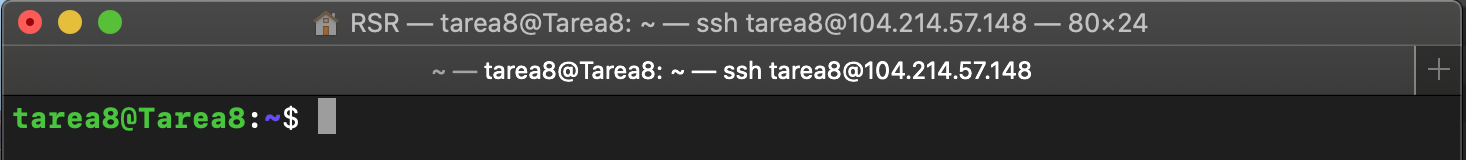 RSR — tarea8@Tarea8: ~ — ssh tarea8@104.214.57.148 — 80×24
~ — tarea8@Tarea8: ~ — ssh tarea8@104.214.57.148
tarea8@Tarea8:~$